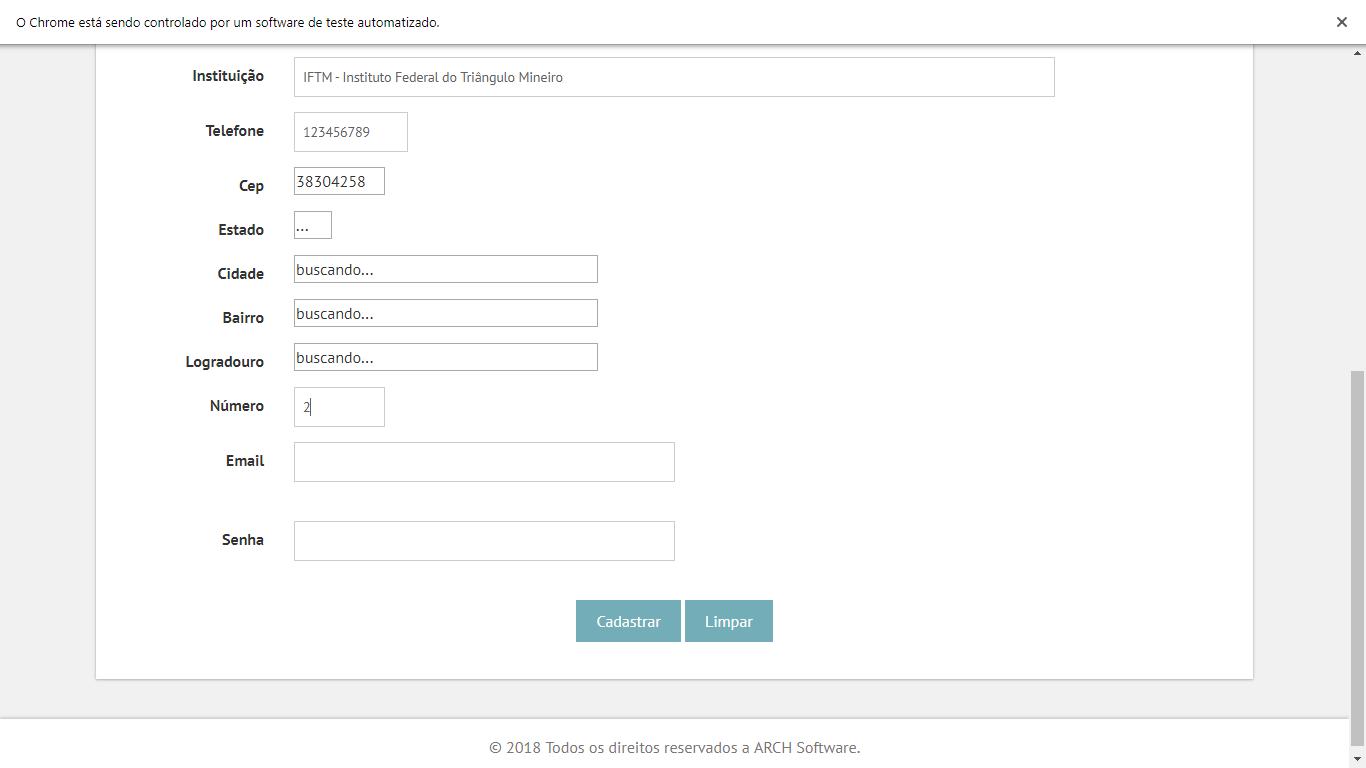 O Chrome está sendo controlado por um software de teste automatizado.
Instituição IFTM - Instituto Federal do Triângulo Mineiro
Telefone 123456789
Cep 38304258
Estado ...
Cidade buscando...
Bairro buscando...
Logradouro buscando...
Número 2
Email
Senha
Cadastrar Limpar
© 2018 Todos os direitos reservados a ARCH Software.